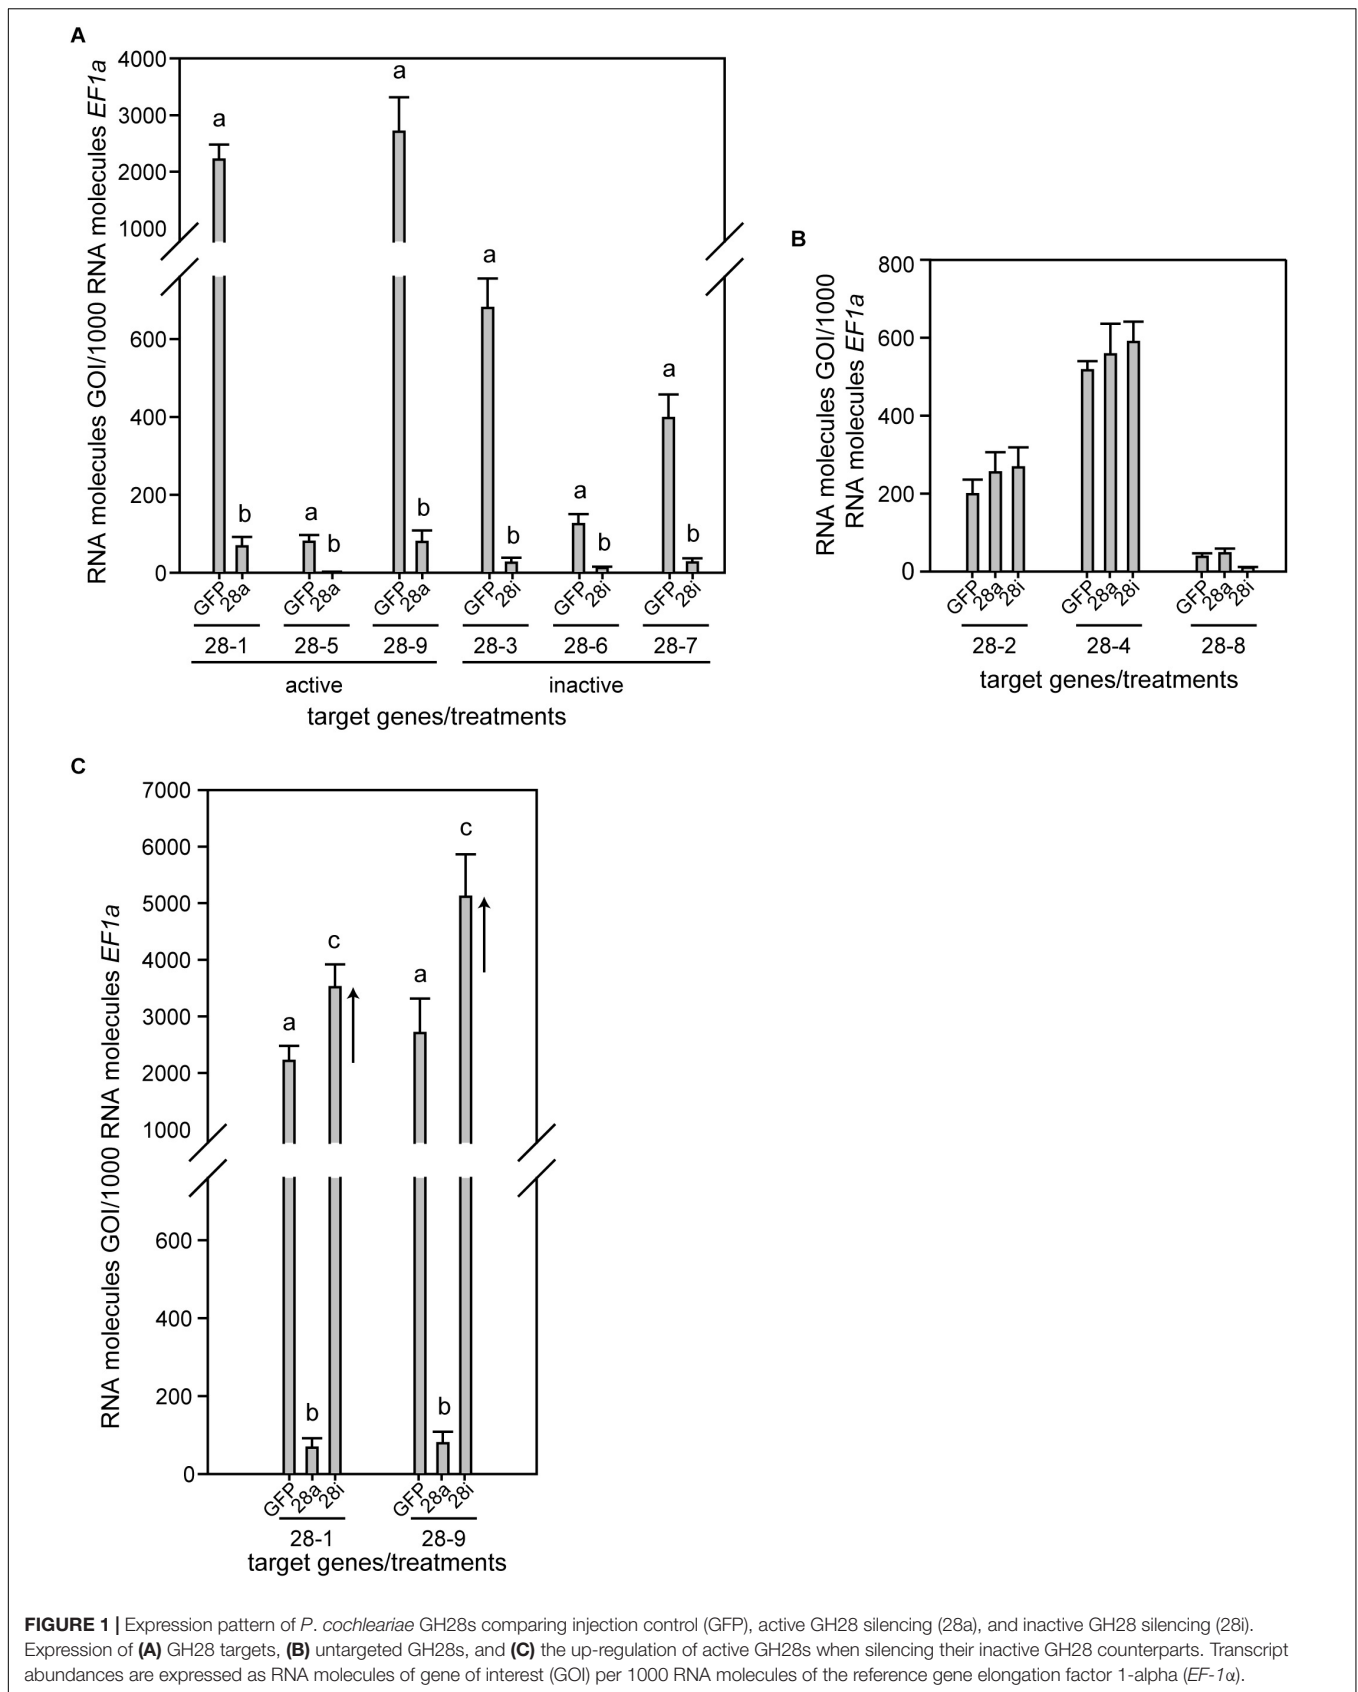 A
RNA molecules GOI/1000 RNA molecules EF1a
4000
3000
2000
1000
600
400
200
0
a
b
a
b
a
b
a
b
a
b
a
b
GFP 28a GFP 28a GFP 28a GFP 28i GFP 28i GFP 28i
28-1 28-5 28-9 28-3 28-6 28-7
active inactive
target genes/treatments
B
RNA molecules GOI/1000
RNA molecules EF1a
800
600
400
200
0
GFP 28a 28i GFP 28a 28i GFP 28a 28i
28-2 28-4 28-8
target genes/treatments
C
RNA molecules GOI/1000 RNA molecules EF1a
7000
6000
5000
4000
3000
2000
1000
600
400
200
0
a
b
c
a
b
c
GFP 28a 28i GFP 28a 28i
28-1 28-9
target genes/treatments
FIGURE 1 | Expression pattern of P. cochleariae GH28s comparing injection control (GFP), active GH28 silencing (28a), and inactive GH28 silencing (28i).
Expression of (A) GH28 targets, (B) untargeted GH28s, and (C) the up-regulation of active GH28s when silencing their inactive GH28 counterparts. Transcript
abundances are expressed as RNA molecules of gene of interest (GOI) per 1000 RNA molecules of the reference gene elongation factor 1-alpha (EF-1α).